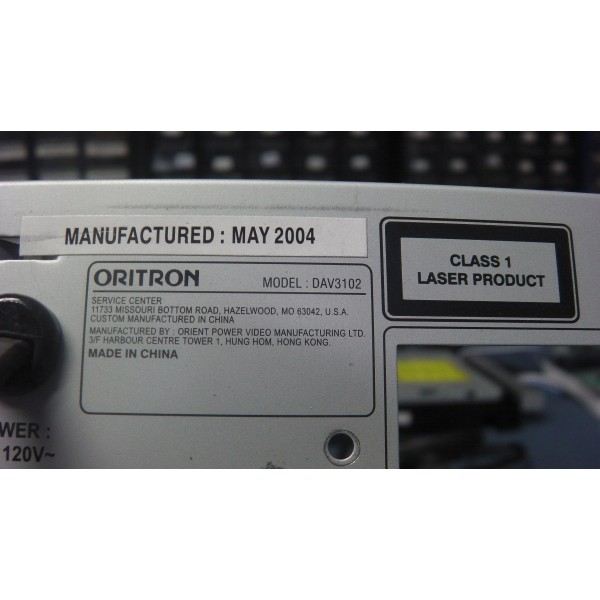 MANUFACTURED : MAY 2004
ORITRON MODEL : DAV3102
SERVICE CENTER
11733 MISSOURI BOTTOM ROAD, HAZELWOOD, MO 63042, U.S.A.
CUSTOM MANUFACTURED IN CHINA
MANUFACTURED BY : ORIENT POWER VIDEO MANUFACTURING LTD.
3/F HARBOUR CENTRE TOWER 1, HUNG HOM, HONG KONG.
MADE IN CHINA
CLASS 1
LASER PRODUCT
WER :
120V~